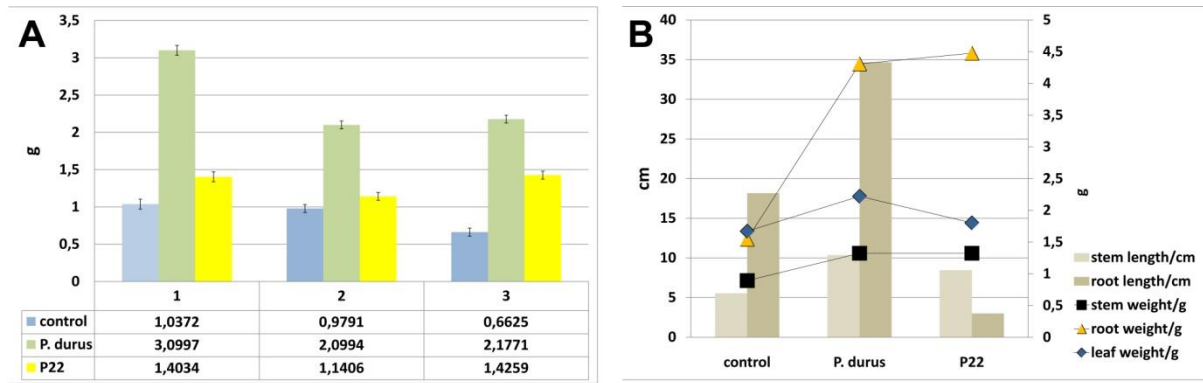 A
3,5
3
2,5
2
1,5
1
0,5
0
g
1 2 3
control 1,0372 0,9791 0,6625
P. durus 3,0997 2,0994 2,1771
P22 1,4034 1,1406 1,4259
B
40
35
30
25
20
15
10
5
0
cm
5
4,5
4
3,5
3
2,5
2
1,5
1
0,5
0
g
control P. durus P22
stem length/cm
root length/cm
stem weight/g
root weight/g
leaf weight/g